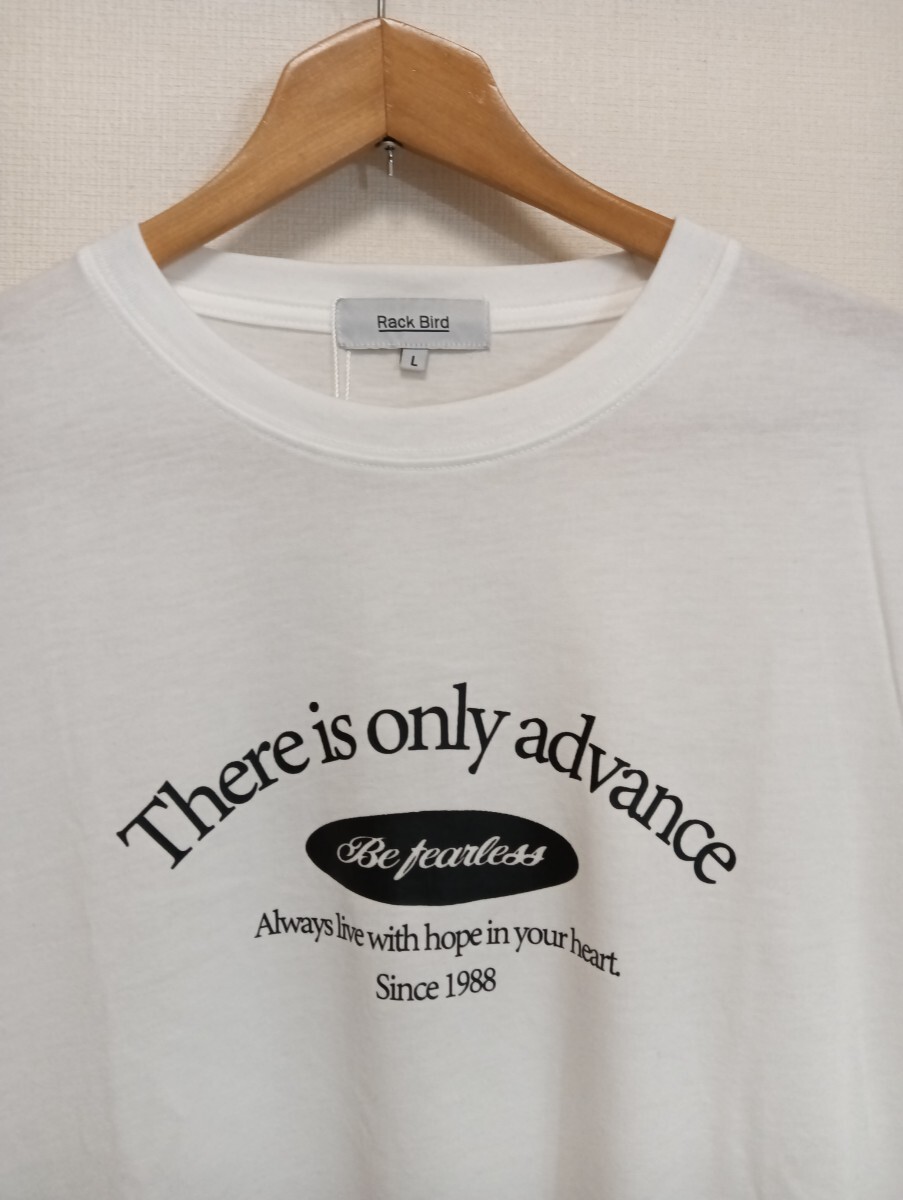 Rack Bird
L
There is only advance
Be fearless
Always live with hope in your heart.
Since 1988